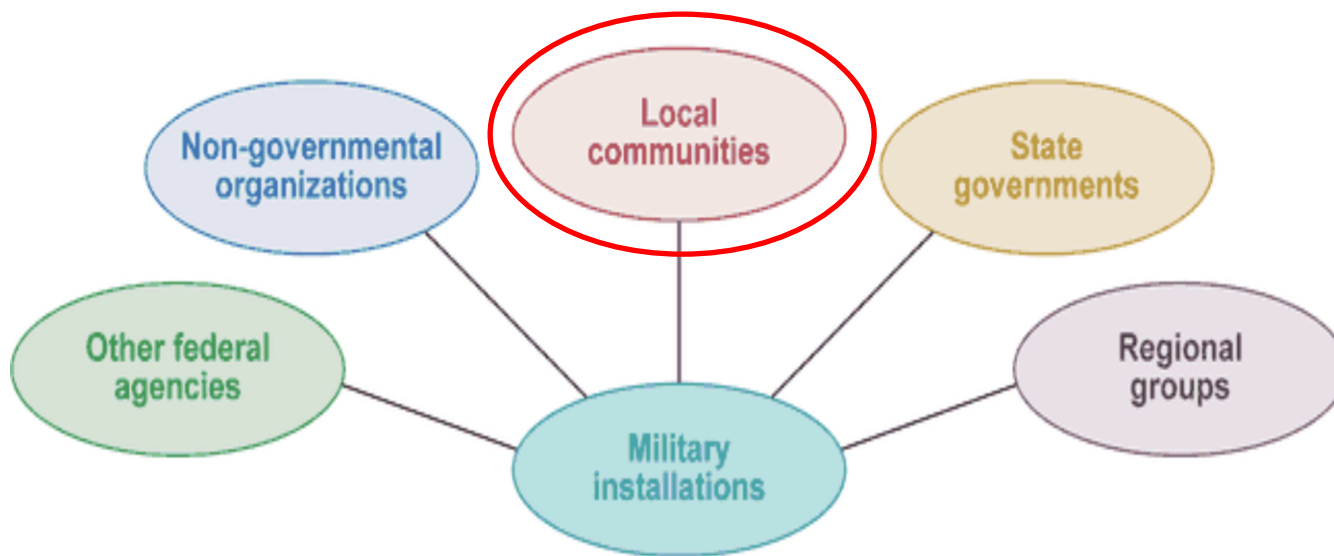 Local
communities
Non-governmental
organizations
State
governments
Other federal
agencies
Regional
groups
Military
installations